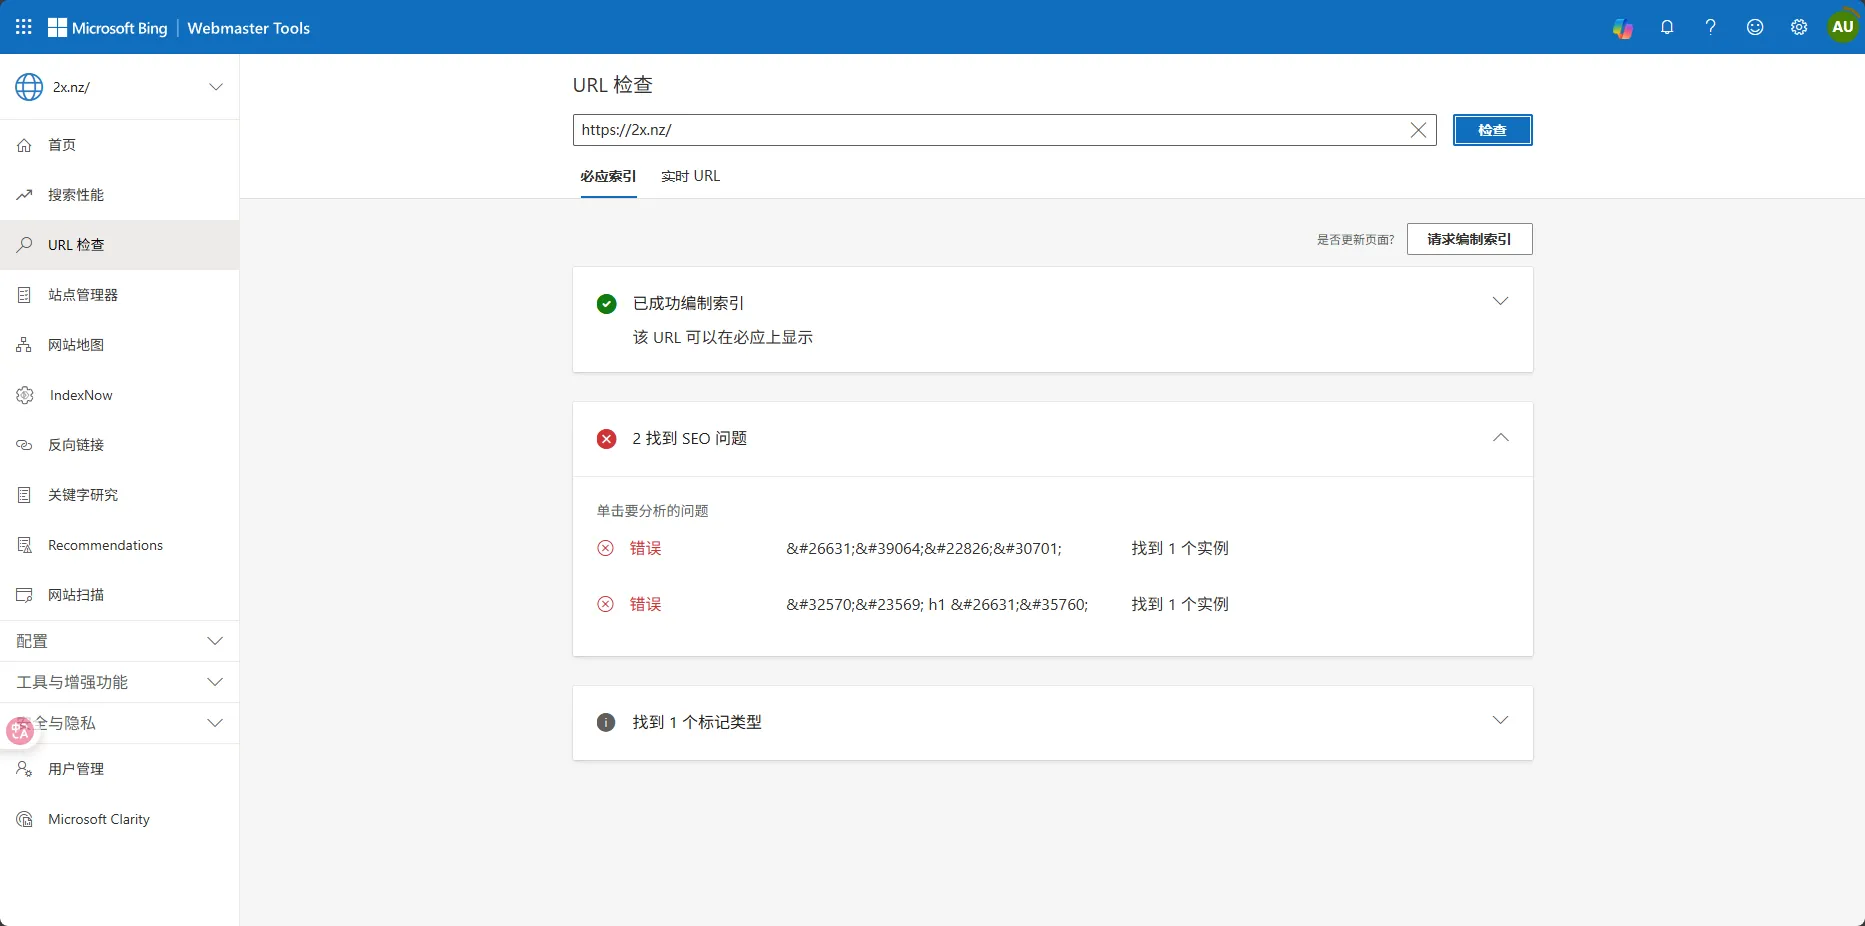 Microsoft Bing | Webmaster Tools
AU
2x.nz/
首页
搜索性能
URL 检查
站点管理器
网站地图
IndexNow
反向链接
关键字研究
Recommendations
网站扫描
配置
工具与增强功能
全与隐私
用户管理
Microsoft Clarity
URL 检查
https://2x.nz/
检查
必应索引
实时 URL
是否更新页面?
请求编制索引
已成功编制索引
该 URL 可以在必应上显示
2 找到 SEO 问题
单击要分析的问题
错误 &#26631;&#39064;&#22826;&#30701; 找到 1 个实例
错误 &#32570;&#23569; h1 &#26631;&#35760; 找到 1 个实例
找到 1 个标记类型